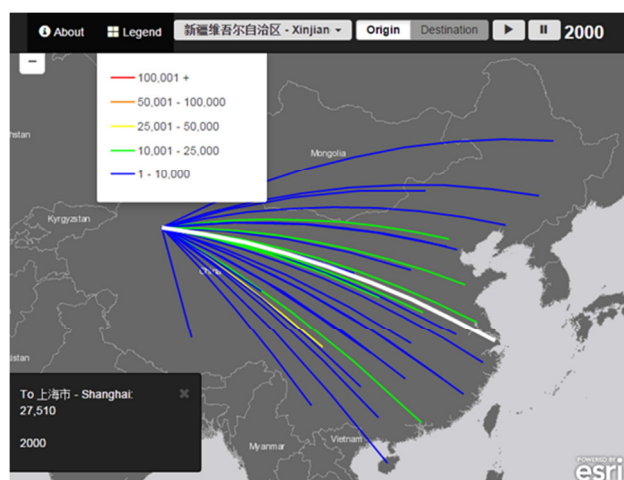 About
Legend
新疆维吾尔自治区 - Xinjian
Origin
Destination
2000
100,001 +
50,001 - 100,000
25,001 - 50,000
10,001 - 25,000
1 - 10,000
Mongolia
Kyrgyzstan
China
To 上海市 - Shanghai:
27,510
2000
Myanmar
Vietnam
POWERED BY
esri